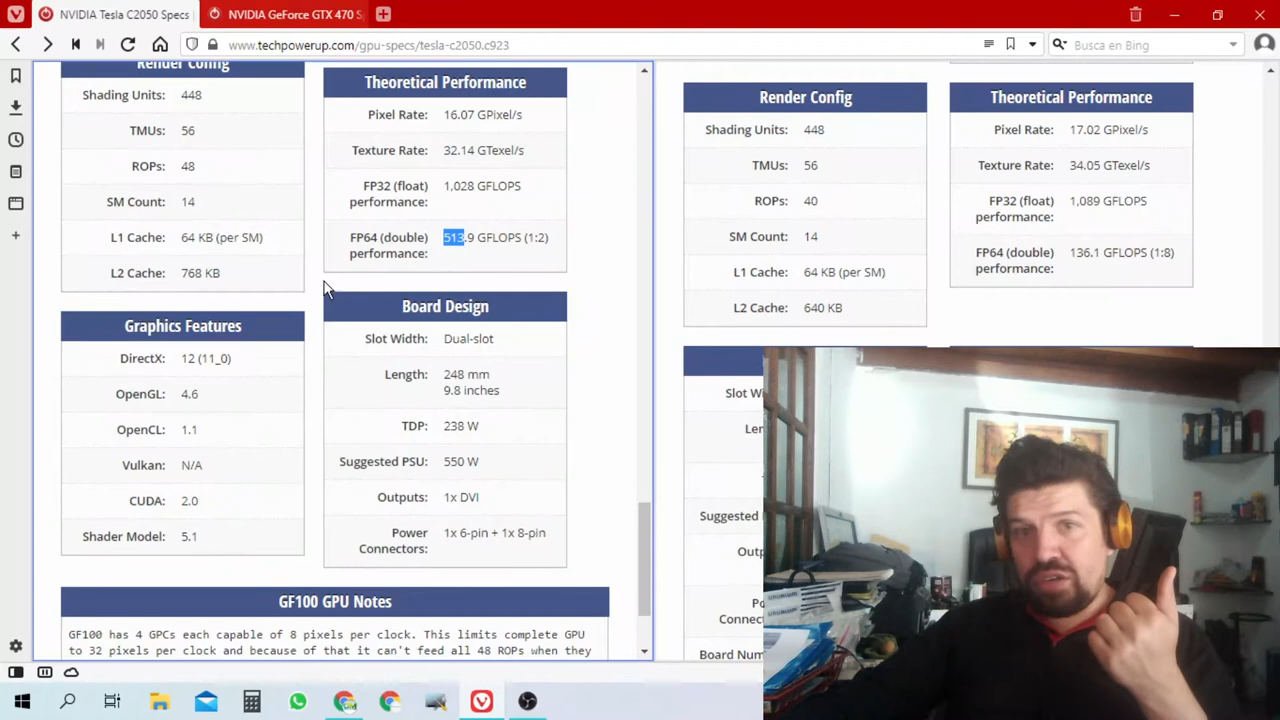 NVIDIA Tesla C2050 Specs
NVIDIA GeForce GTX 470 S
www.techpowerup.com/gpu-specs/tesla-c2050.c923
Busca en Bing
Render Config
Shading Units: 448
TMUs: 56
ROPs: 48
SM Count: 14
L1 Cache: 64 KB (per SM)
L2 Cache: 768 KB
Graphics Features
DirectX: 12 (11_0)
OpenGL: 4.6
OpenCL: 1.1
Vulkan: N/A
CUDA: 2.0
Shader Model: 5.1
Theoretical Performance
Pixel Rate: 16.07 GPixel/s
Texture Rate: 32.14 GTexel/s
FP32 (float) 1,028 GFLOPS
performance:
FP64 (double) 513.9 GFLOPS (1:2)
performance:
Board Design
Slot Width: Dual-slot
Length: 248 mm
9.8 inches
TDP: 238 W
Suggested PSU: 550 W
Outputs: 1x DVI
Power 1x 6-pin + 1x 8-pin
Connectors:
GF100 GPU Notes
GF100 has 4 GPCs each capable of 8 pixels per clock. This limits complete GPU
to 32 pixels per clock and because of that it can't feed all 48 ROPs when they
Render Config
Shading Units: 448
TMUs: 56
ROPs: 40
SM Count: 14
L1 Cache: 64 KB (per SM)
L2 Cache: 640 KB
Theoretical Performance
Pixel Rate: 17.02 GPixel/s
Texture Rate: 34.05 GTexel/s
FP32 (float) 1,089 GFLOPS
performance:
FP64 (double) 136.1 GFLOPS (1:8)
performance:
Slot Wi
Len
Suggested
Outp
Po
Connect
Board Num